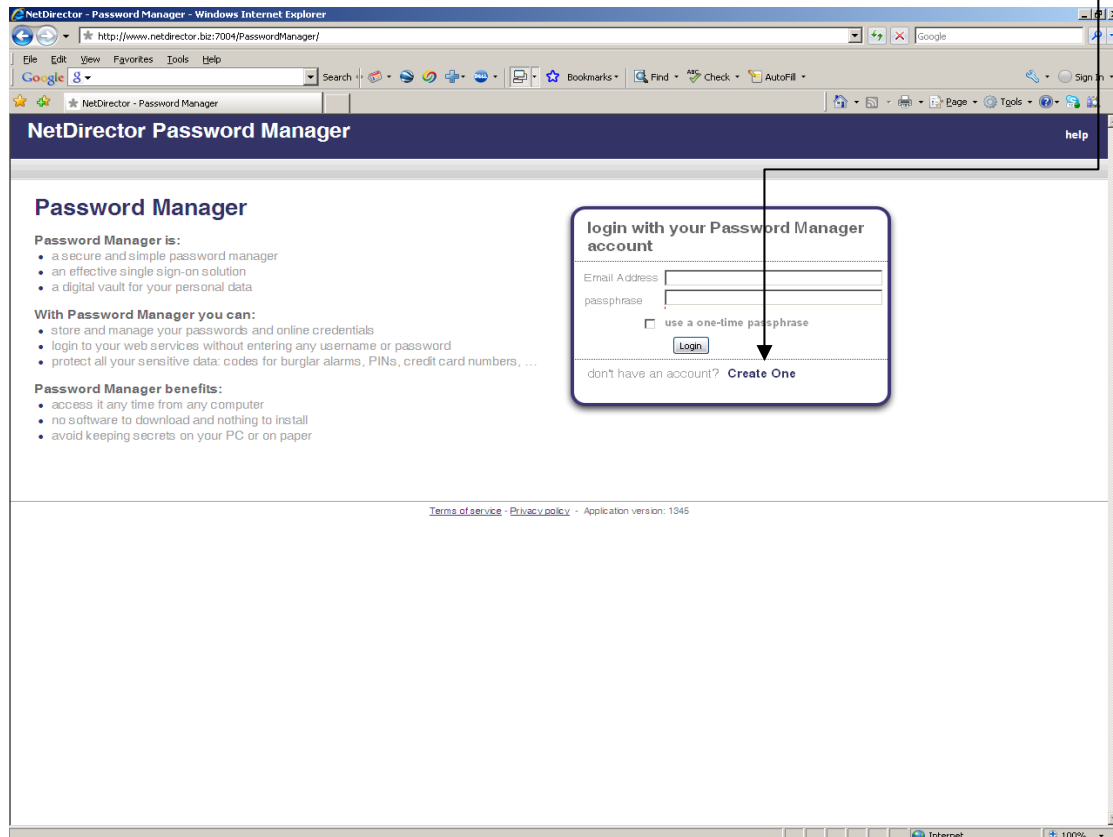 NetDirector - Password Manager - Windows Internet Explorer
http://www.netdirector.biz:7004/PasswordManager/
Google
File Edit View Favorites Tools Help
Google Search Bookmarks Find Check AutoFill Sign In
NetDirector - Password Manager
Page Tools
NetDirector Password Manager
help
Password Manager
Password Manager is:
• a secure and simple password manager
• an effective single sign-on solution
• a digital vault for your personal data
With Password Manager you can:
• store and manage your passwords and online credentials
• login to your web services without entering any username or password
• protect all your sensitive data: codes for burglar alarms, PINs, credit card numbers, ...
Password Manager benefits:
• access it any time from any computer
• no software to download and nothing to install
• avoid keeping secrets on your PC or on paper
login with your Password Manager
account
Email Address
passphrase
use a one-time passphrase
Login
don't have an account? Create One
Terms of service - Privacy policy - Application version: 1345
Internet 100%